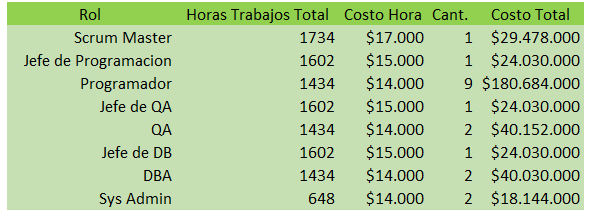 Rol Horas Trabajos Total Costo Hora Cant. Costo Total
Scrum Master 1734 $17.000 1 $29.478.000
Jefe de Programacion 1602 $15.000 1 $24.030.000
Programador 1434 $14.000 9 $180.684.000
Jefe de QA 1602 $15.000 1 $24.030.000
QA 1434 $14.000 2 $40.152.000
Jefe de DB 1602 $15.000 1 $24.030.000
DBA 1434 $14.000 2 $40.030.000
Sys Admin 648 $14.000 2 $18.144.000